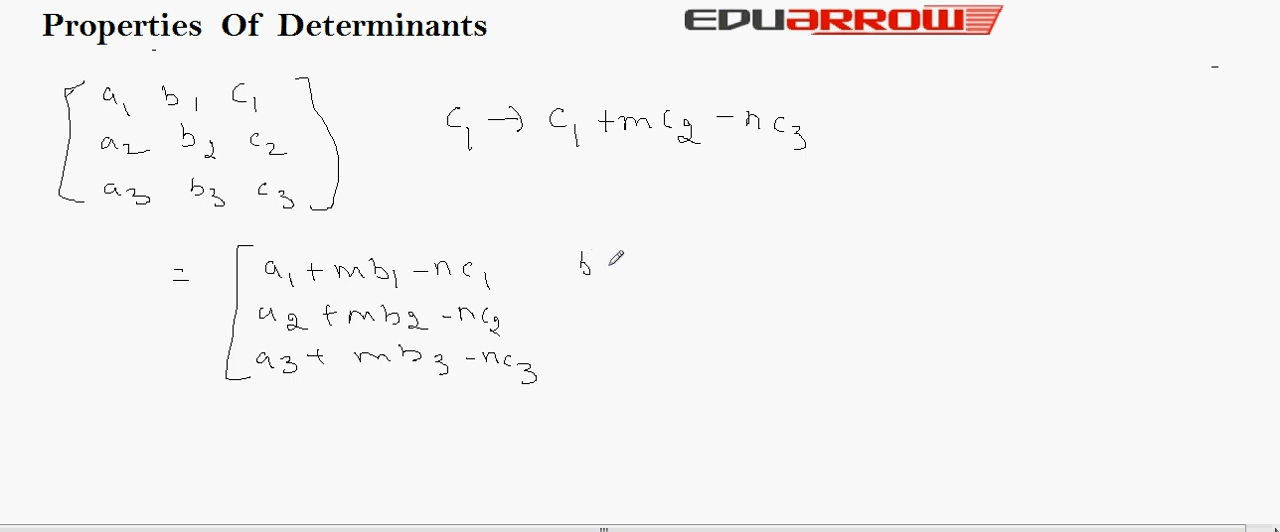 Properties Of Determinants
EDUARROW
a1 b1 c1
a2 b2 c2
a3 b3 c3
C1 → C1 + mC2 - nC3
= a1 + mb1 - nc1 b
a2 + mb2 - nc2
a3 + mb3 - nc3